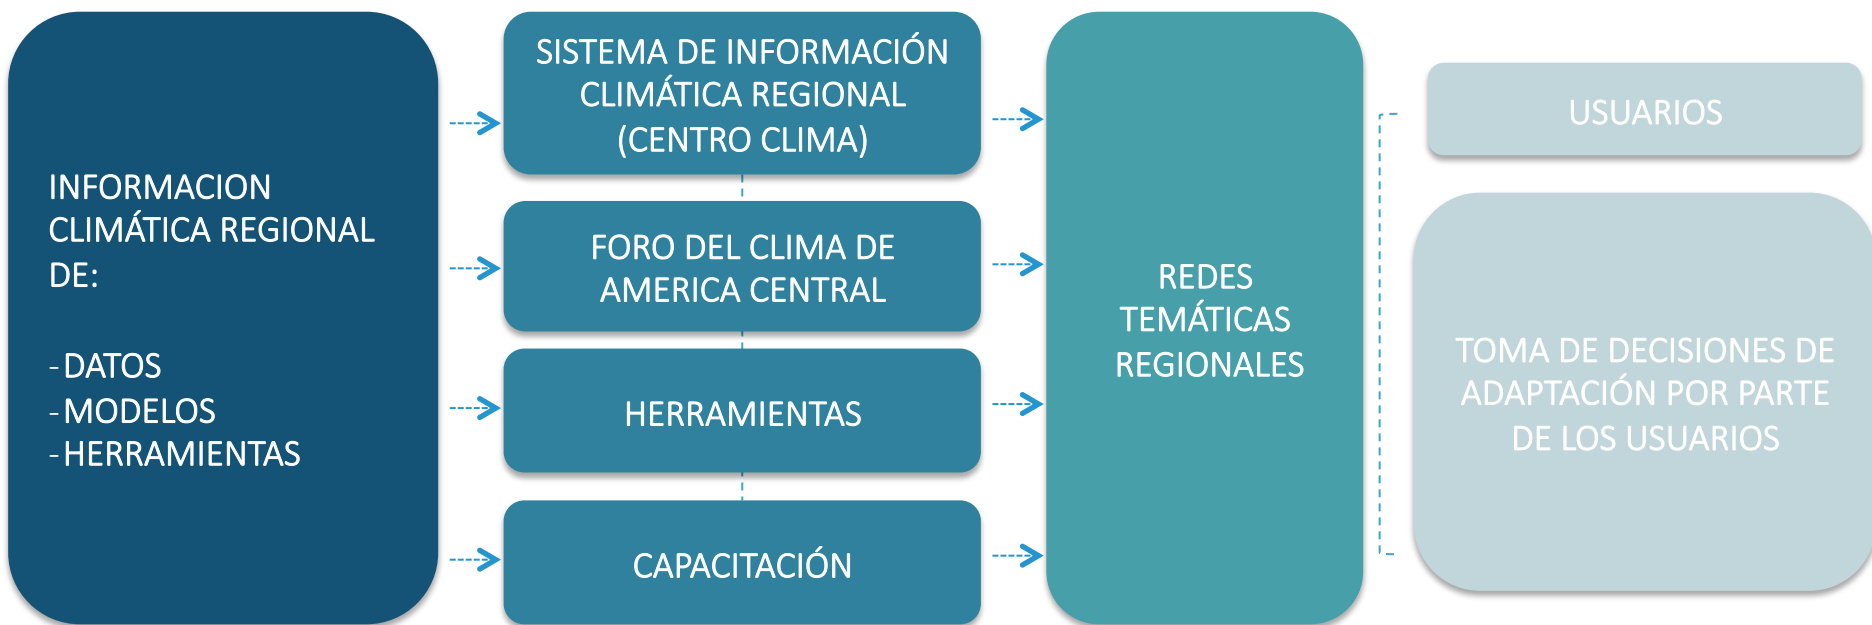 INFORMACION
CLIMÁTICA REGIONAL
DE:
-DATOS
-MODELOS
-HERRAMIENTAS
SISTEMA DE INFORMACIÓN
CLIMÁTICA REGIONAL
(CENTRO CLIMA)
FORO DEL CLIMA DE
AMERICA CENTRAL
HERRAMIENTAS
CAPACITACIÓN
REDES
TEMÁTICAS
REGIONALES
USUARIOS
TOMA DE DECISIONES DE
ADAPTACIÓN POR PARTE
DE LOS USUARIOS